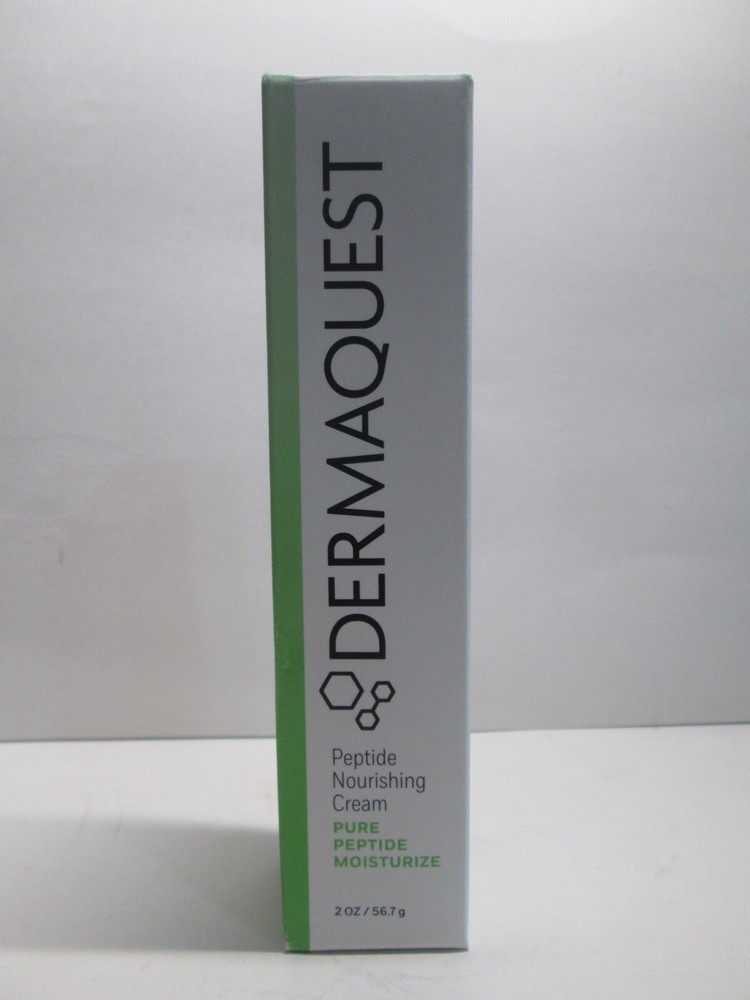 DERMAQUEST
Peptide
Nourishing
Cream
PURE
PEPTIDE
MOISTURIZE
2 OZ / 56.7 g